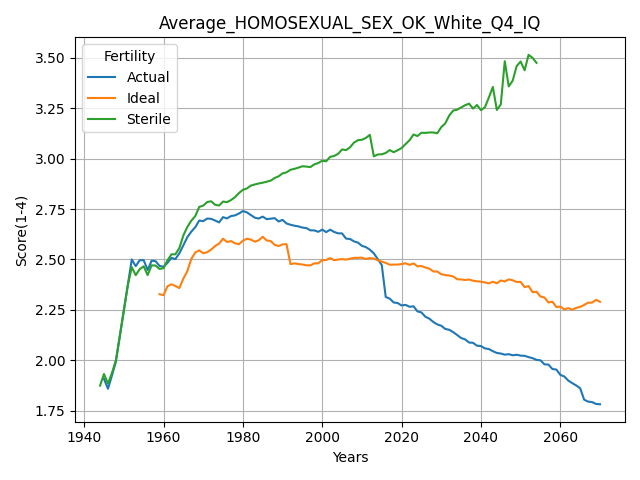 Average_HOMOSEXUAL_SEX_OK_White_Q4_IQ
Fertility
Actual
Ideal
Sterile
Score(1-4)
3.50
3.25
3.00
2.75
2.50
2.25
2.00
1.75
1940 1960 1980 2000 2020 2040 2060
Years